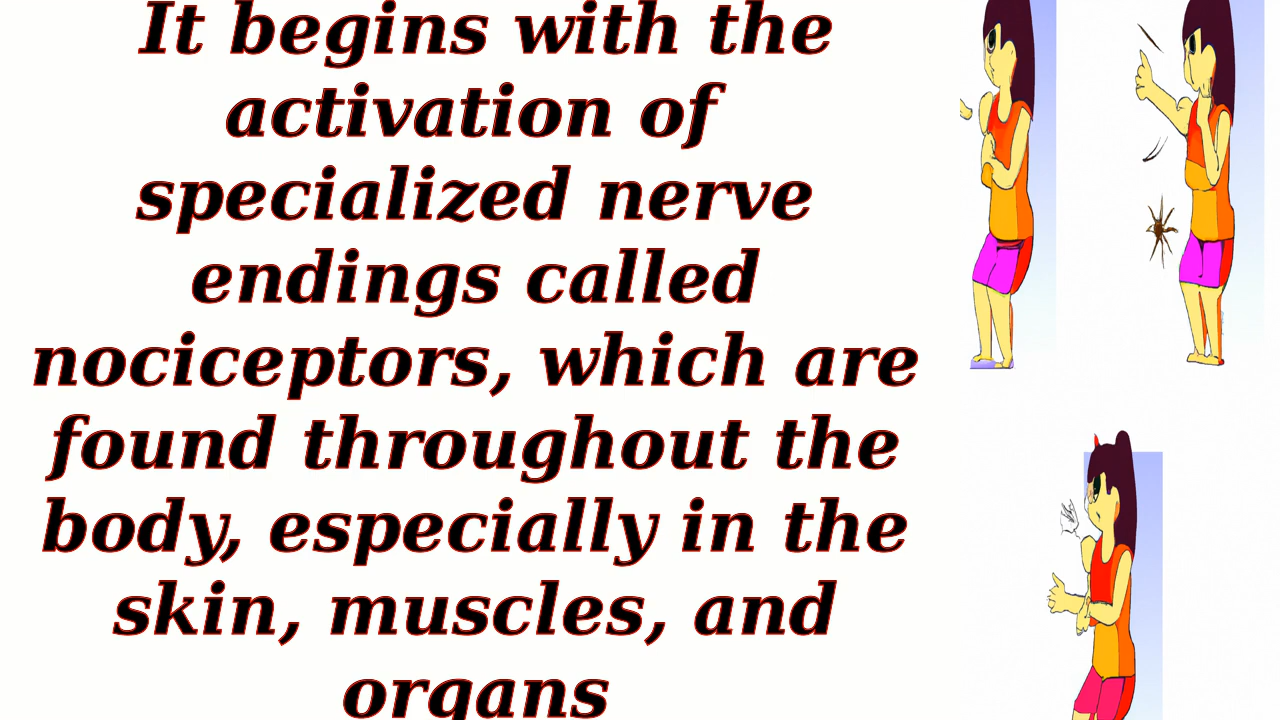 It begins with the
activation of
specialized nerve
endings called
nociceptors, which are
found throughout the
body, especially in the
skin, muscles, and
organs